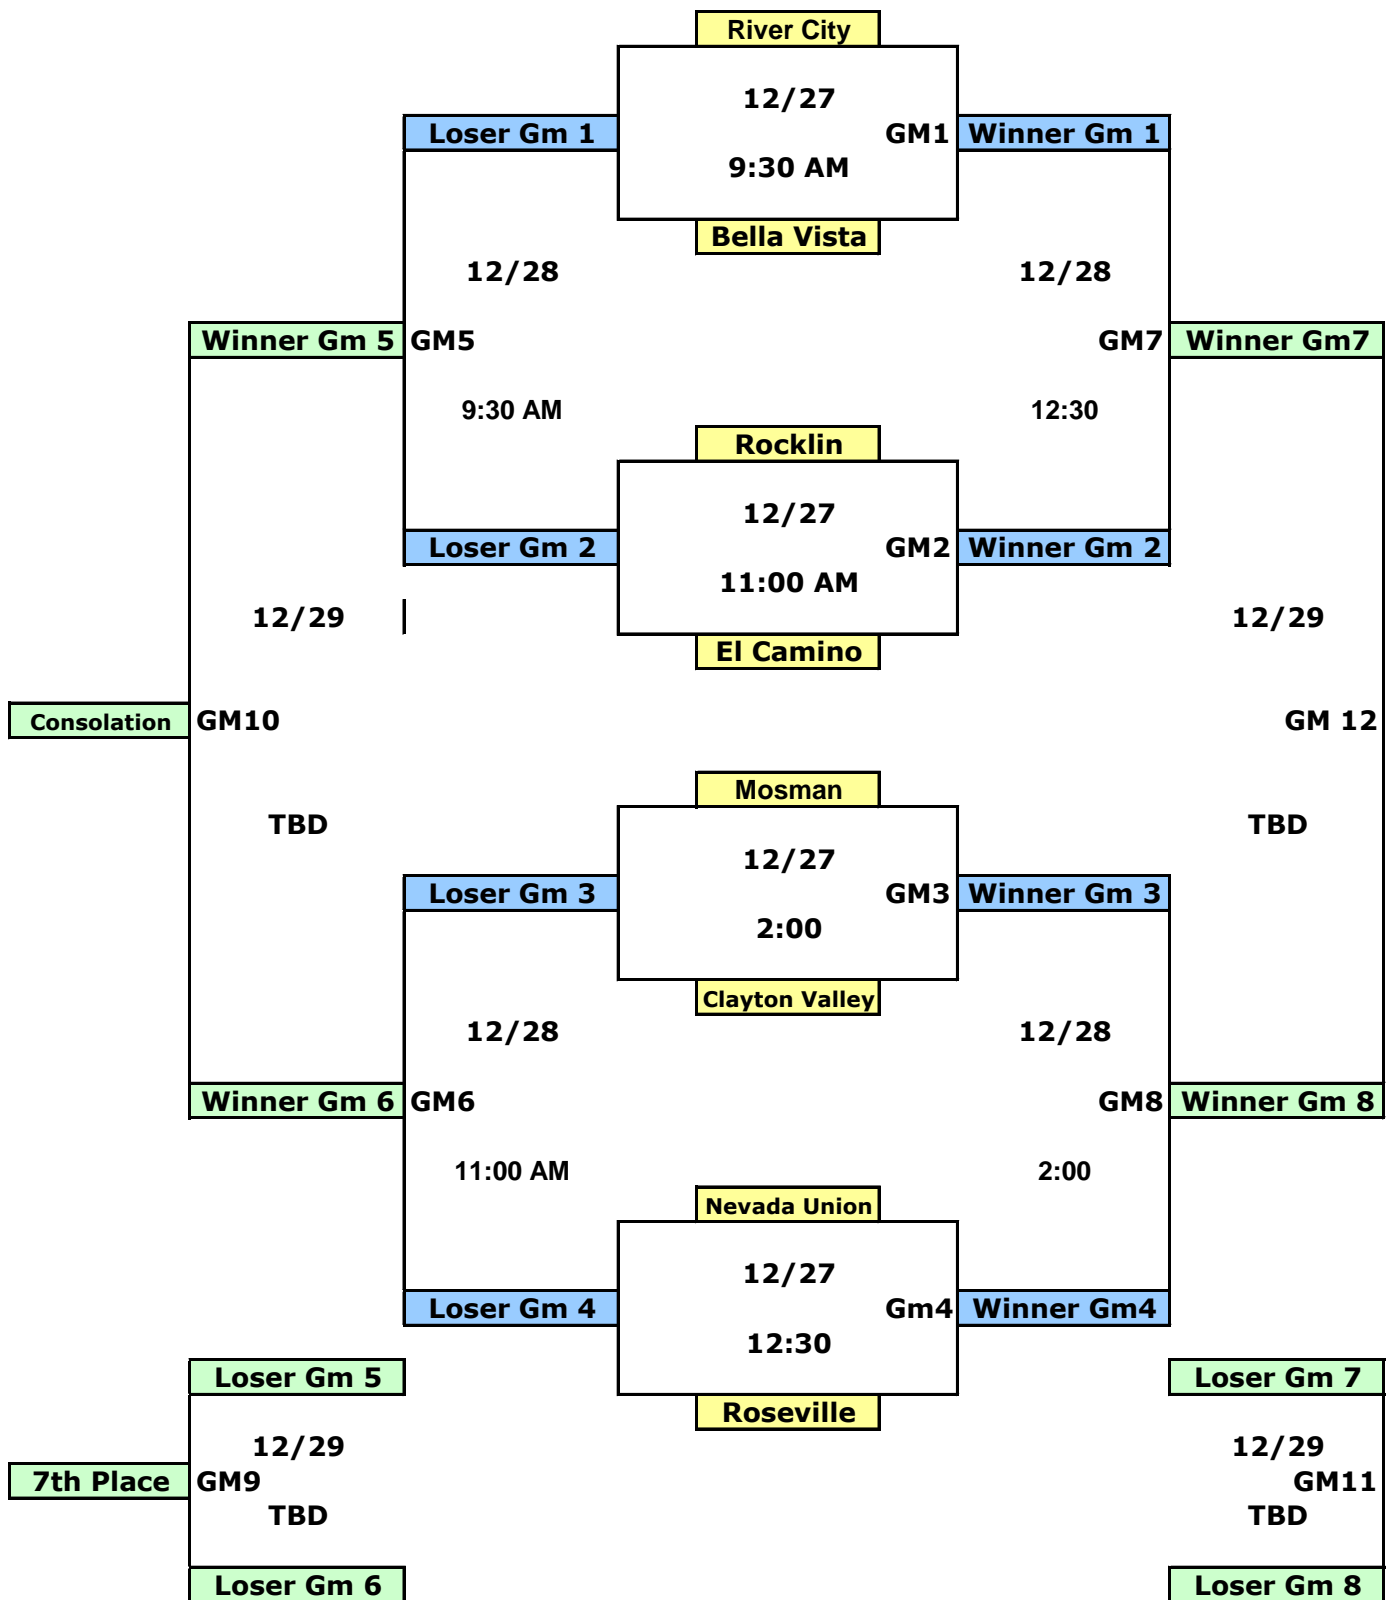 River City
12/27
Loser Gm 1 GM1 Winner Gm 1
9:30 AM
Bella Vista
12/28 12/28
Winner Gm 5 GM5 GM7 Winner Gm7
9:30 AM 12:30
Rocklin
12/27
Loser Gm 2 GM2 Winner Gm 2
11:00 AM
12/29 12/29
El Camino
Consolation GM10 GM 12
Mosman
TBD TBD
12/27
Loser Gm 3 GM3 Winner Gm 3
2:00
Clayton Valley
12/28 12/28
Winner Gm 6 GM6 GM8 Winner Gm 8
11:00 AM 2:00
Nevada Union
12/27
Loser Gm 4 Gm4 Winner Gm4
12:30
Loser Gm 5 Loser Gm 7
Roseville
12/29 12/29
7th Place GM9 GM11
TBD TBD
Loser Gm 6 Loser Gm 8